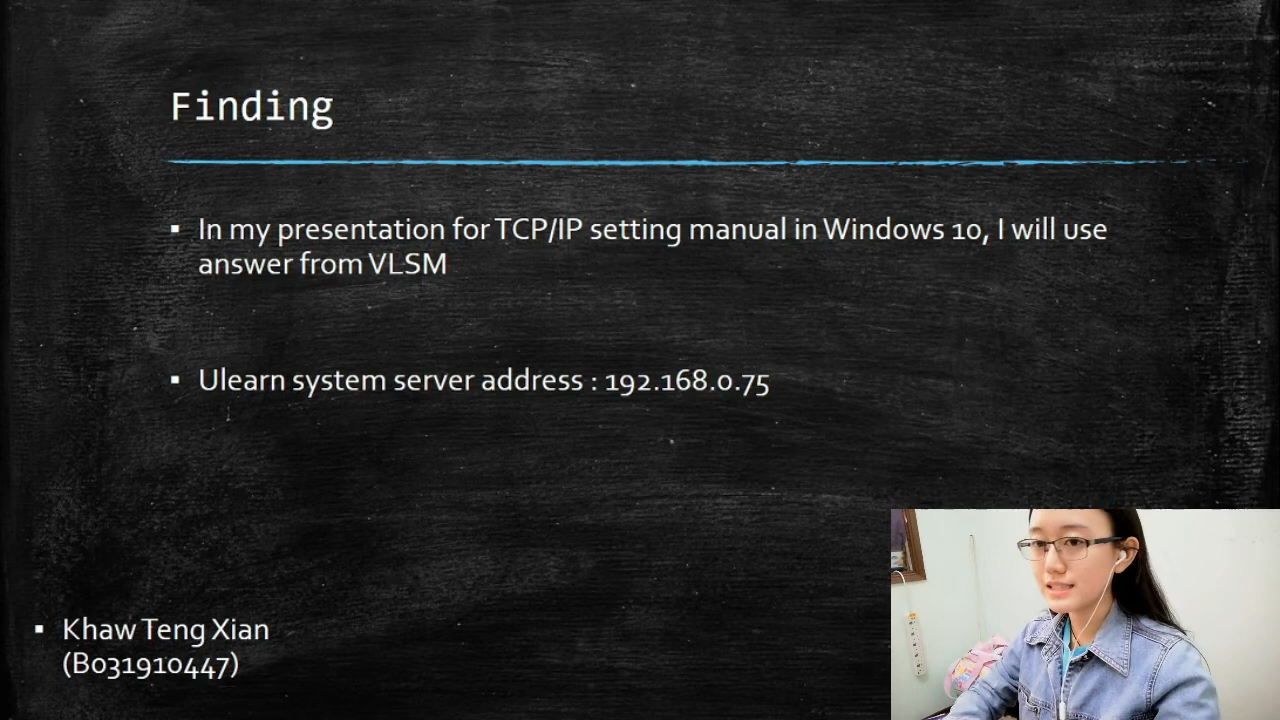 Finding
▪ In my presentation for TCP/IP setting manual in Windows 10, I will use
answer from VLSM
▪ Ulearn system server address : 192.168.0.75
▪ Khaw Teng Xian
(B031910447)